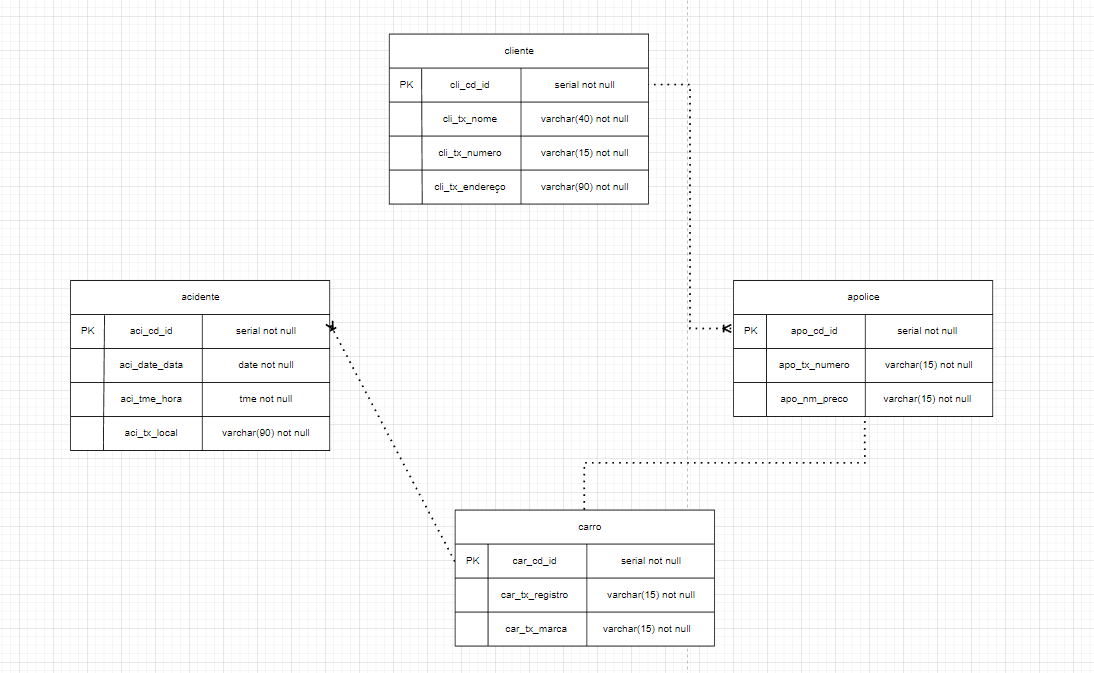 cliente
PK cli_cd_id serial not null
cli_tx_nome varchar(40) not null
cli_tx_numero varchar(15) not null
cli_tx_endereço varchar(90) not null
acidente
PK aci_cd_id serial not null
aci_date_data date not null
aci_tme_hora tme not null
aci_tx_local varchar(90) not null
apolice
PK apo_cd_id serial not null
apo_tx_numero varchar(15) not null
apo_nm_preco varchar(15) not null
carro
PK car_cd_id serial not null
car_tx_registro varchar(15) not null
car_tx_marca varchar(15) not null